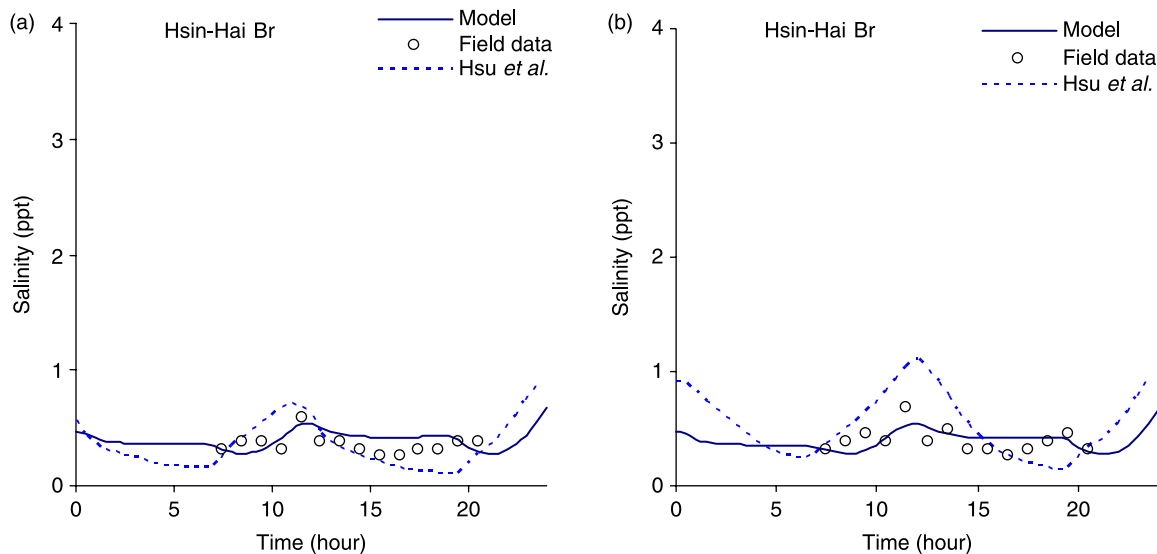 (a)
Hsin-Hai Br
Model
Field data
Hsu et al.
4
3
2
1
0
Salinity (ppt)
0 5 10 15 20
Time (hour)
(b)
Hsin-Hai Br
Model
Field data
Hsu et al.
4
3
2
1
0
Salinity (ppt)
0 5 10 15 20
Time (hour)